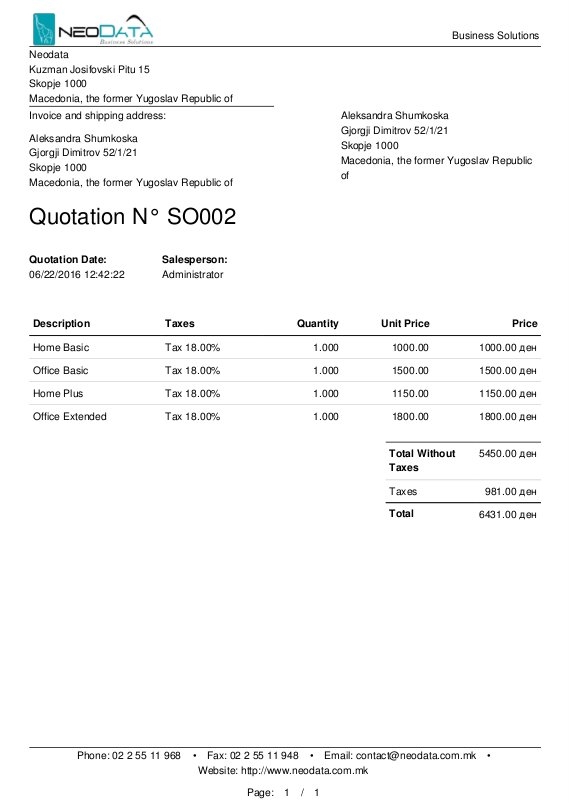 NEODATA
Business Solutions
Business Solutions
Neodata
Kuzman Josifovski Pitu 15
Skopje 1000
Macedonia, the former Yugoslav Republic of
Invoice and shipping address:
Aleksandra Shumkoska
Gjorgji Dimitrov 52/1/21
Skopje 1000
Macedonia, the former Yugoslav Republic of
Aleksandra Shumkoska
Gjorgji Dimitrov 52/1/21
Skopje 1000
Macedonia, the former Yugoslav Republic
of
Quotation N° SO002
Quotation Date: Salesperson:
06/22/2016 12:42:22 Administrator
Description Taxes Quantity Unit Price Price
Home Basic Tax 18.00% 1.000 1000.00 1000.00 ден
Office Basic Tax 18.00% 1.000 1500.00 1500.00 ден
Home Plus Tax 18.00% 1.000 1150.00 1150.00 ден
Office Extended Tax 18.00% 1.000 1800.00 1800.00 ден
Total Without 5450.00 ден
Taxes
Taxes 981.00 ден
Total 6431.00 ден
Phone: 02 2 55 11 968 • Fax: 02 2 55 11 948 • Email: contact@neodata.com.mk •
Website: http://www.neodata.com.mk
Page: 1 / 1